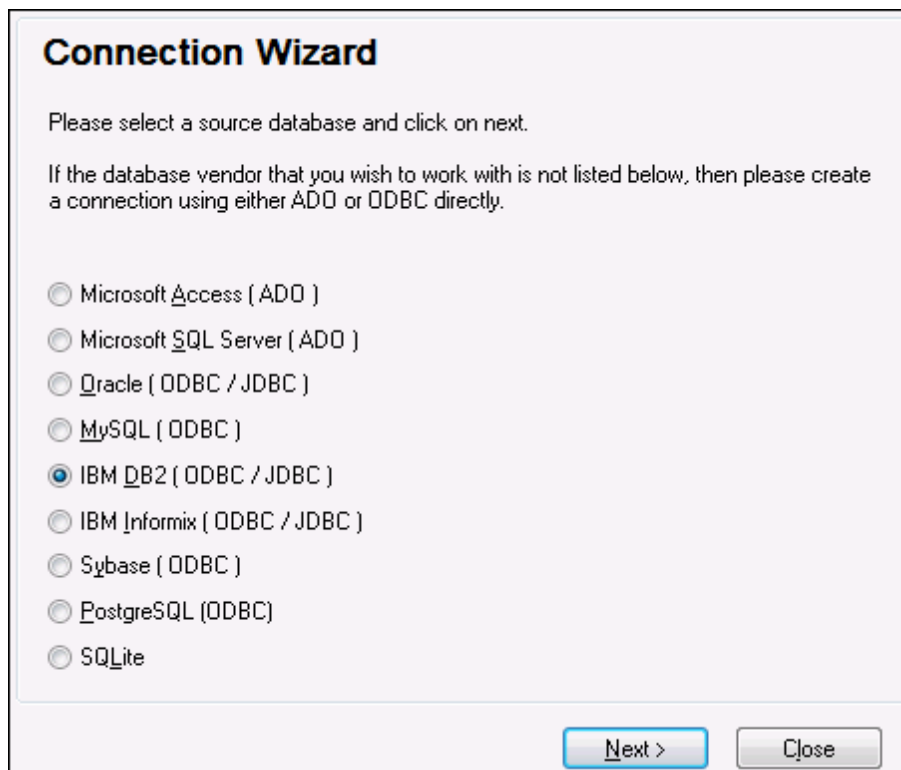 Connection Wizard
Please select a source database and click on next.
If the database vendor that you wish to work with is not listed below, then please create
a connection using either ADO or ODBC directly.
Microsoft Access ( ADO )
Microsoft SQL Server ( ADO )
Oracle ( ODBC / JDBC )
MySQL ( ODBC )
IBM DB2 ( ODBC / JDBC )
IBM Informix ( ODBC / JDBC )
Sybase ( ODBC )
PostgreSQL (ODBC)
SQLite
Next > Close